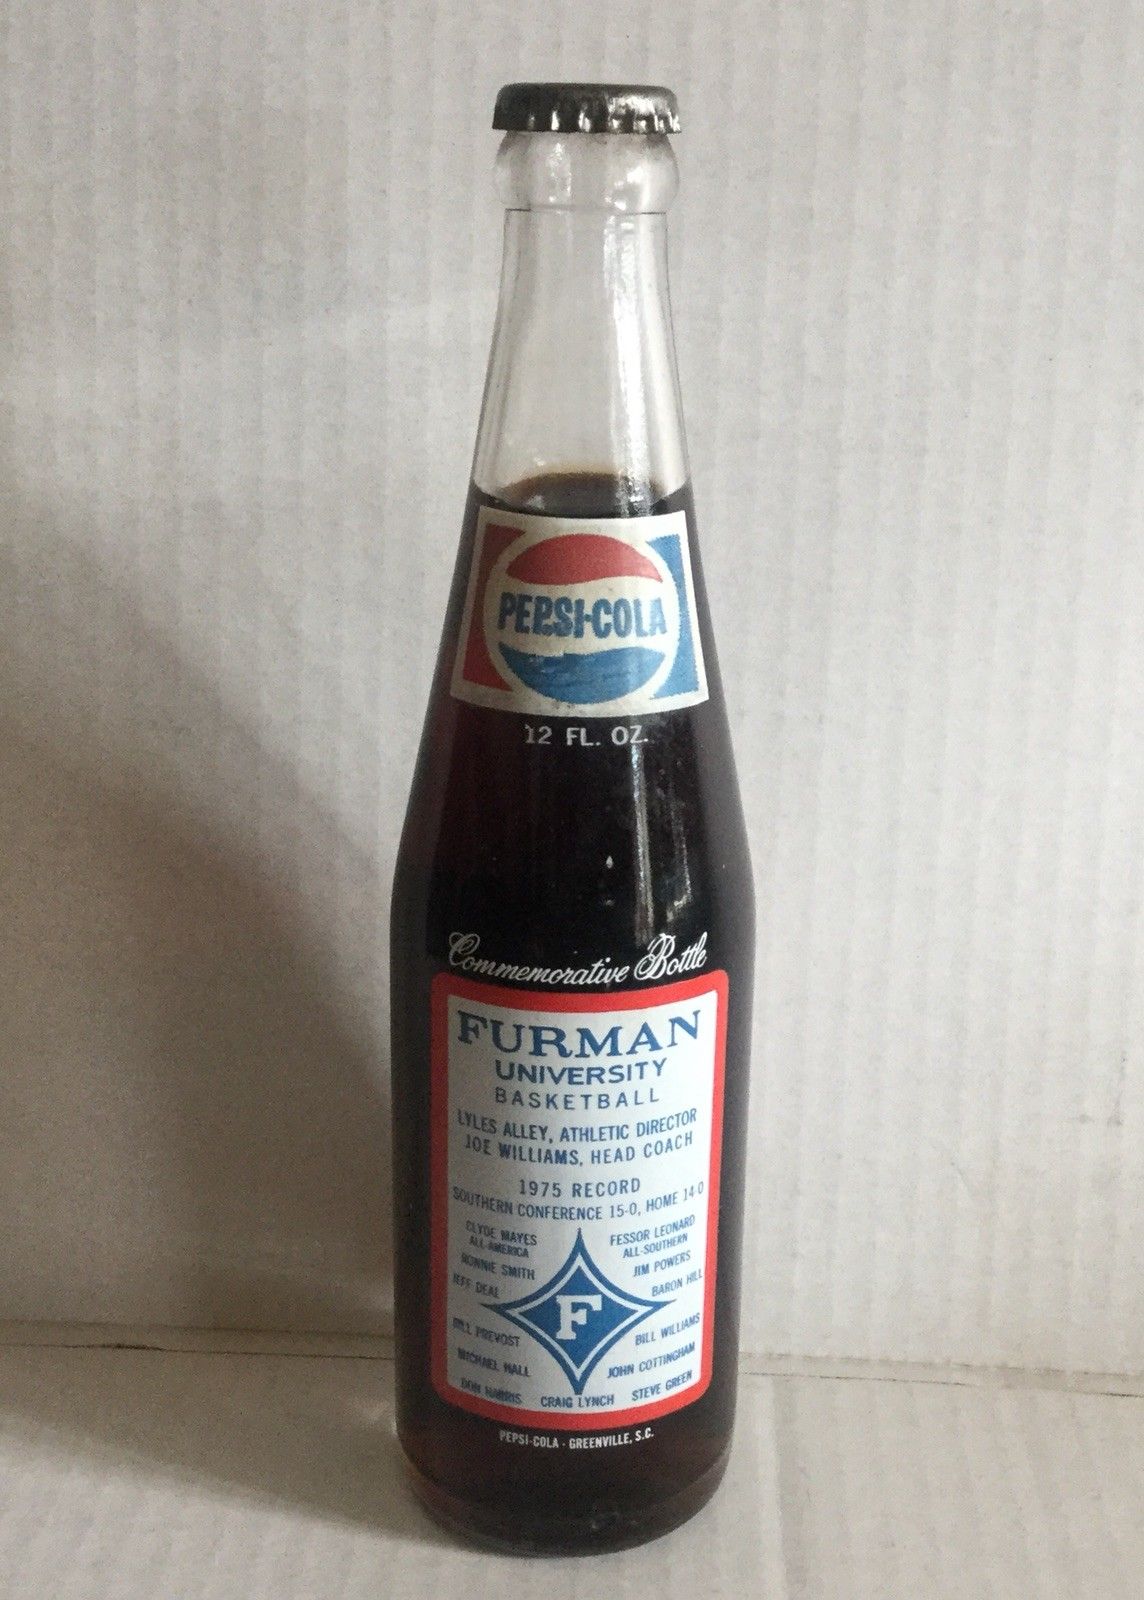 PEPSI-COLA
12 FL. OZ.
Commemorative Bottle
FURMAN
UNIVERSITY
BASKETBALL
LYLES ALLEY, ATHLETIC DIRECTOR
JOE WILLIAMS, HEAD COACH
1975 RECORD
SOUTHERN CONFERENCE 15-0, HOME 14-0
CLYDE MAYES
ALL-AMERICA
RONNIE SMITH
JEFF DEAL
FESSOR LEONARD
ALL-SOUTHERN
JIM POWERS
BARON HILL
F
BILL PREVOST
MICHAEL HALL
DON HARRIS
CRAIG LYNCH
BILL WILLIAMS
JOHN COTTINGHAM
STEVE GREEN
PEPSI-COLA - GREENVILLE, S.C.